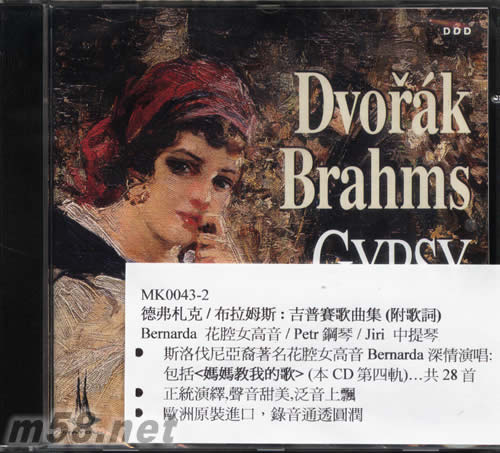 DDD
Dvořák
Brahms
GYPSY
MK0043-2
德弗札克 / 布拉姆斯 : 吉普賽歌曲集 (附歌詞)
Bernarda 花腔女高音 / Petr 鋼琴 / Jiri 中提琴
● 斯洛伐尼亞裔著名花腔女高音 Bernarda 深情演唱:
包括<媽媽教我的歌> (本 CD 第四軌)…共 28 首
● 正統演繹,聲音甜美,泛音上飄
● 歐洲原裝進口，錄音通透圓潤
m58.net